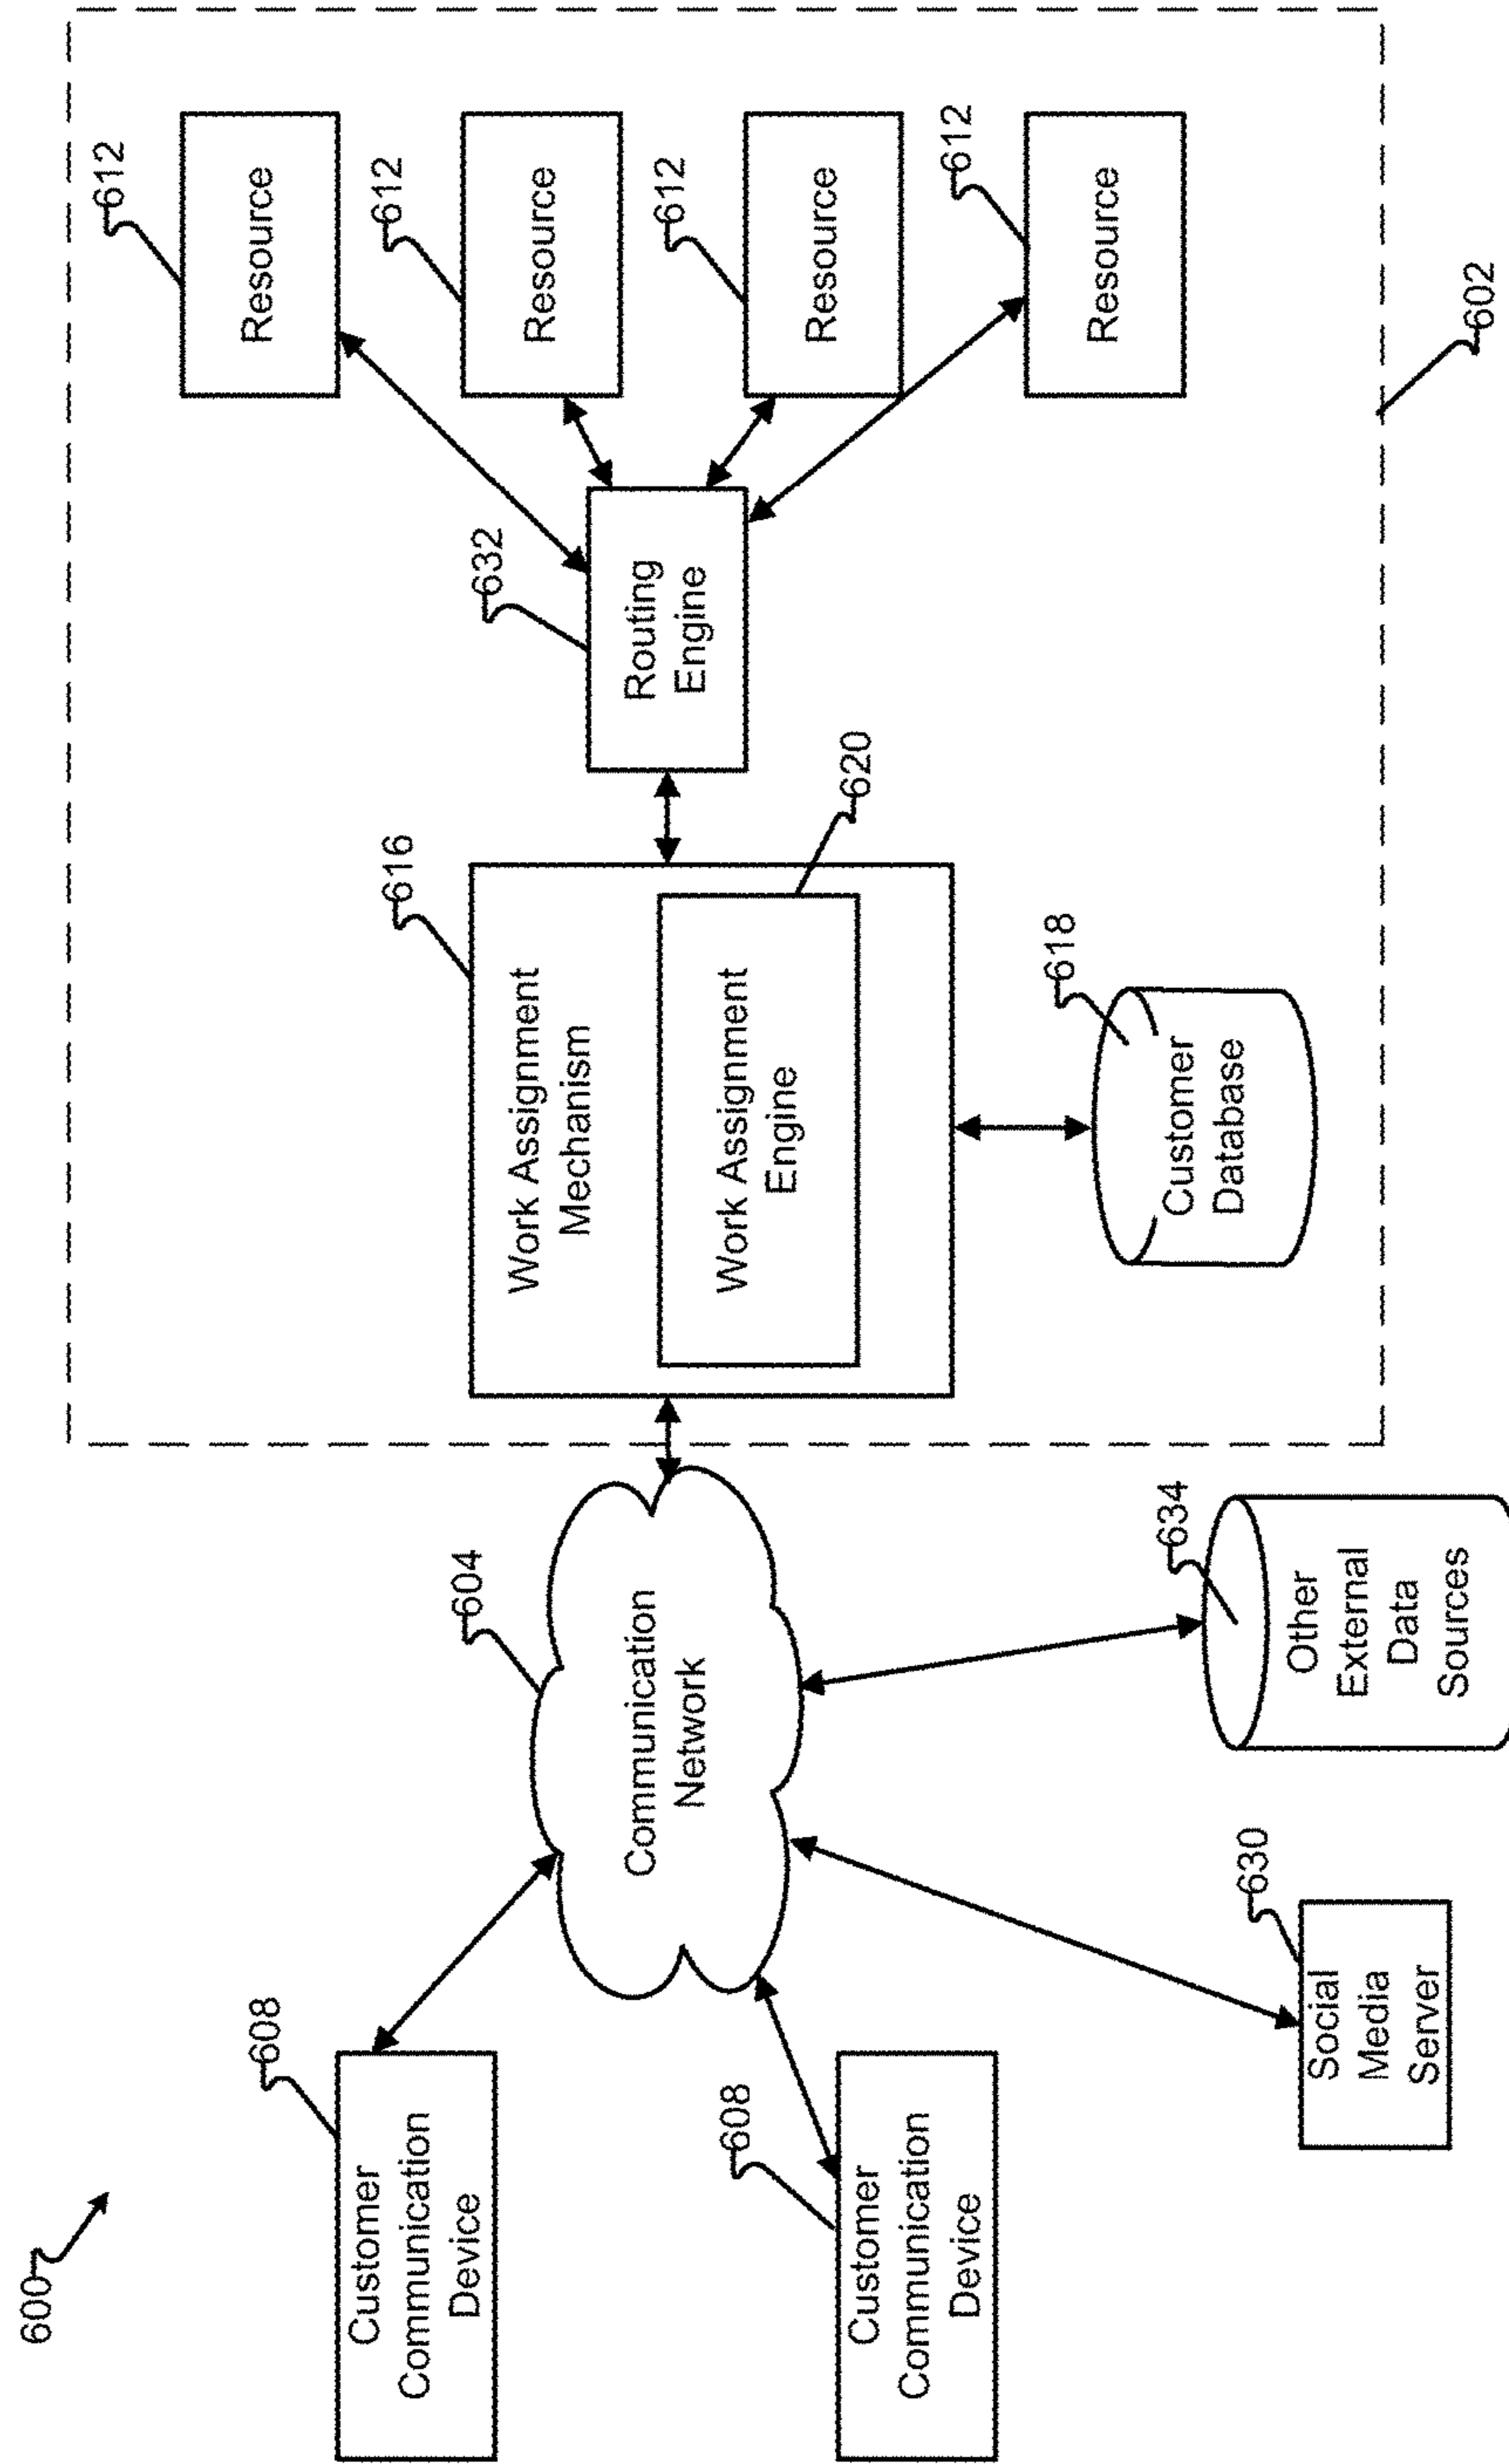 600
608
Customer
Communication
Device
608
Customer
Communication
Device
630
Social
Media
Server
604
Communication
Network
634
Other
External
Data
Sources
616
Work Assignment
Mechanism
Work Assignment
Engine
620
618
Customer
Database
632
Routing
Engine
612
Resource
612
Resource
612
Resource
612
Resource
602